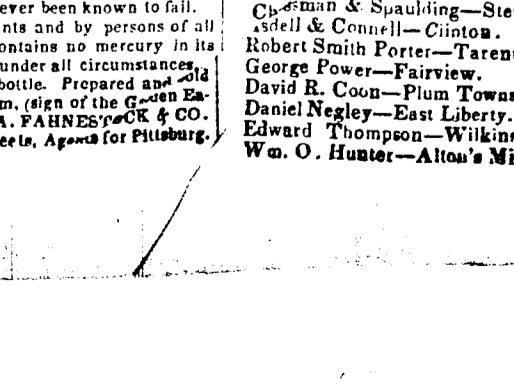 ever been known to fail.
nts and by persons of all
ontains no mercury in its
under all circumstances,
bottle. Prepared and sold
m, (sign of the Golden Ea-
A. FAHNESTOCK & CO.
eets, Agents for Pittsburg.
& Spaulding—Ste
sdell & Connell—Clinton.
Robert Smith Porter—Tarent
George Power—Fairview.
David R. Coon—Plum Towns
Daniel Negley—East Liberty.
Edward Thompson—Wilkins
Wm. O. Hunter—Alton's Mi